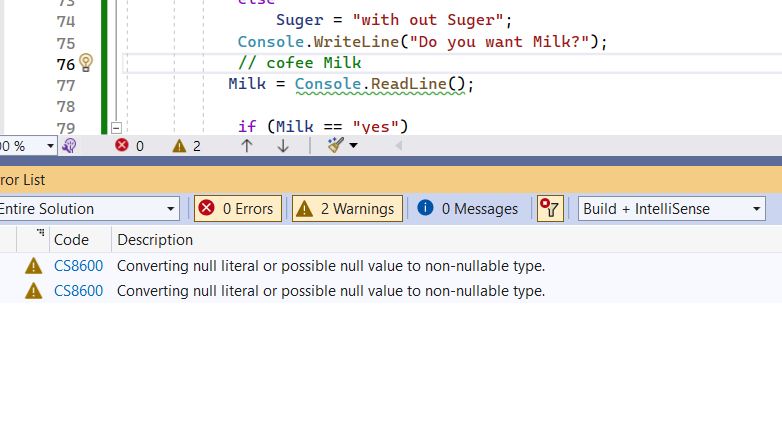 else
74 Suger = "with out Suger";
75 Console.WriteLine("Do you want Milk?");
76 // cofee Milk
77 Milk = Console.ReadLine();
78
79 if (Milk == "yes")
0 2
Entire Solution 0 Errors 2 Warnings 0 Messages Build + IntelliSense
Code Description
CS8600 Converting null literal or possible null value to non-nullable type.
CS8600 Converting null literal or possible null value to non-nullable type.